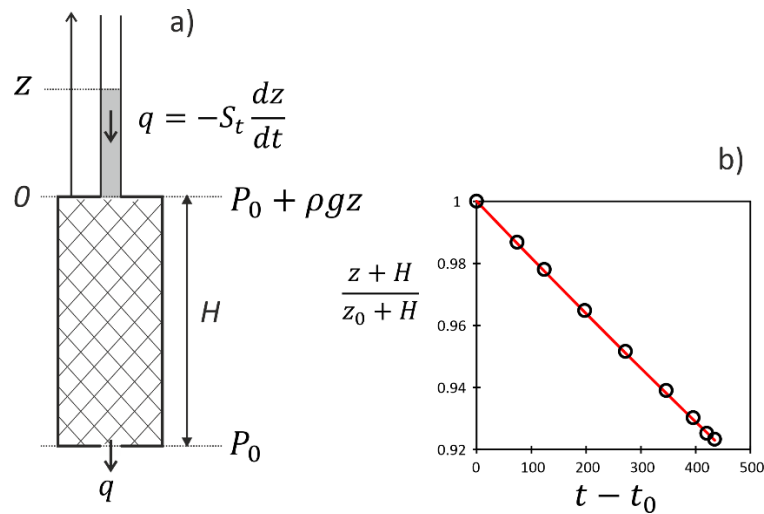 a)
z
q = −S_t dz/dt
0
P_0 + ρgz
H
P_0
q
b)
z + H
z_0 + H
1
0.98
0.96
0.94
0.92
0 100 200 300 400 500
t − t_0